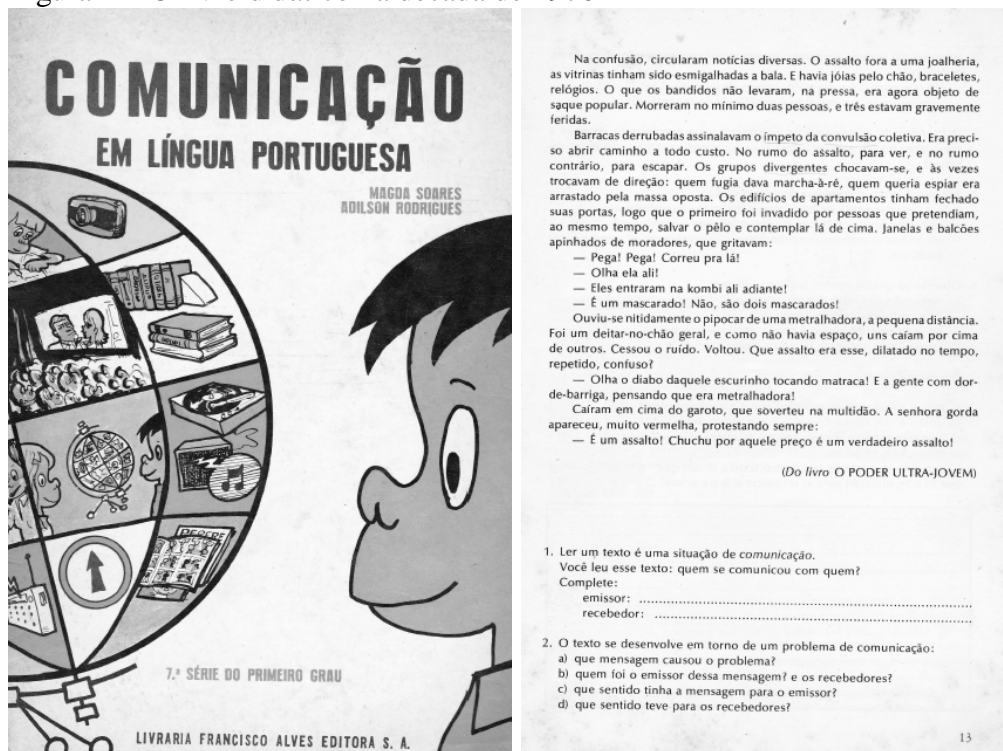 COMUNICAÇÃO
EM LÍNGUA PORTUGUESA
MAGDA SOARES
ADILSON RODRIGUES
7.ª SÉRIE DO PRIMEIRO GRAU
LIVRARIA FRANCISCO ALVES EDITORA S. A.
Na confusão, circularam notícias diversas. O assalto fora a uma joalheria,
as vitrinas tinham sido esmigalhadas a bala. E havia jóias pelo chão, braceletes,
relógios. O que os bandidos não levaram, na pressa, era agora objeto de
saque popular. Morreram no mínimo duas pessoas, e três estavam gravemente
feridas.
Barracas derrubadas assinalavam o ímpeto da convulsão coletiva. Era preci-
so abrir caminho a todo custo. No rumo do assalto, para ver, e no rumo
contrário, para escapar. Os grupos divergentes chocavam-se, e às vezes
trocavam de direção: quem fugia dava marcha-à-ré, quem queria espiar era
arrastado pela massa oposta. Os edifícios de apartamentos tinham fechado
suas portas, logo que o primeiro foi invadido por pessoas que pretendiam,
ao mesmo tempo, salvar o pêlo e contemplar lá de cima. Janelas e balcões
apinhados de moradores, que gritavam:
— Pega! Pega! Correu pra lá!
— Olha ela ali!
— Eles entraram na kombi ali adiante!
— É um mascarado! Não, são dois mascarados!
Ouviu-se nitidamente o pipocar de uma metralhadora, a pequena distância.
Foi um deitar-no-chão geral, e como não havia espaço, uns caíam por cima
de outros. Cessou o ruído. Voltou. Que assalto era esse, dilatado no tempo,
repetido, confuso?
— Olha o diabo daquele escurinho tocando matraca! E a gente com dor-
de-barriga, pensando que era metralhadora!
Caíram em cima do garoto, que soverteu na multidão. A senhora gorda
apareceu, muito vermelha, protestando sempre:
— É um assalto! Chuchu por aquele preço é um verdadeiro assalto!
(Do livro O PODER ULTRA-JOVEM)
1. Ler um texto é uma situação de comunicação.
Você leu esse texto: quem se comunicou com quem?
Complete:
emissor: ..........
recebedor: ..........
2. O texto se desenvolve em torno de um problema de comunicação:
a) que mensagem causou o problema?
b) quem foi o emissor dessa mensagem? e os recebedores?
c) que sentido tinha a mensagem para o emissor?
d) que sentido teve para os recebedores?
13